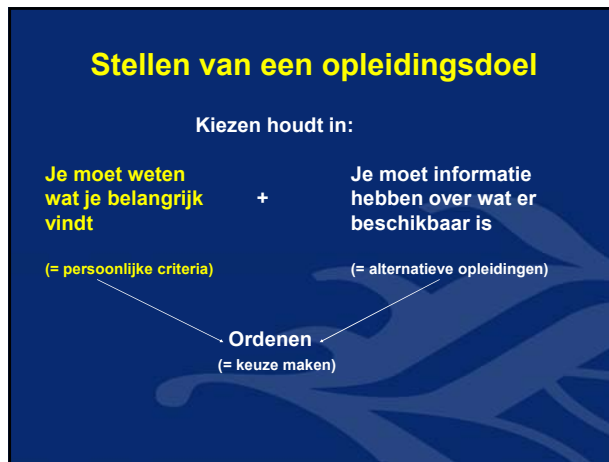 Stellen van een opleidingsdoel
Kiezen houdt in:
Je moet weten
wat je belangrijk
vindt
+
Je moet informatie
hebben over wat er
beschikbaar is
(= persoonlijke criteria)
(= alternatieve opleidingen)
Ordenen
(= keuze maken)